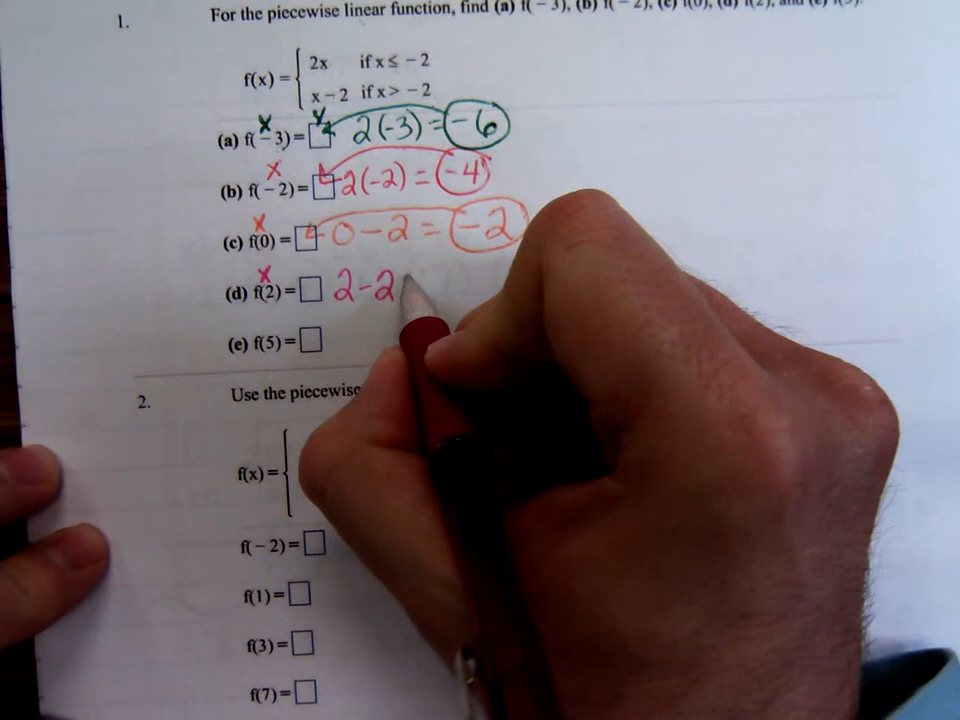 1. For the piecewise linear function, find (a) f(− 3), (b) f(− 2), (c) f(0), (d) f(2), and (e) f(5).
f(x) = { 2x if x ≤ − 2
x − 2 if x > − 2
x y
(a) f(− 3) = □ 2(-3) = -6
x
(b) f(− 2) = □ 2(-2) = -4
x
(c) f(0) = □ 0 - 2 = -2
x
(d) f(2) = □ 2 - 2
(e) f(5) = □
2. Use the piecewise
f(x) = {
f(− 2) = □
f(1) = □
f(3) = □
f(7) = □